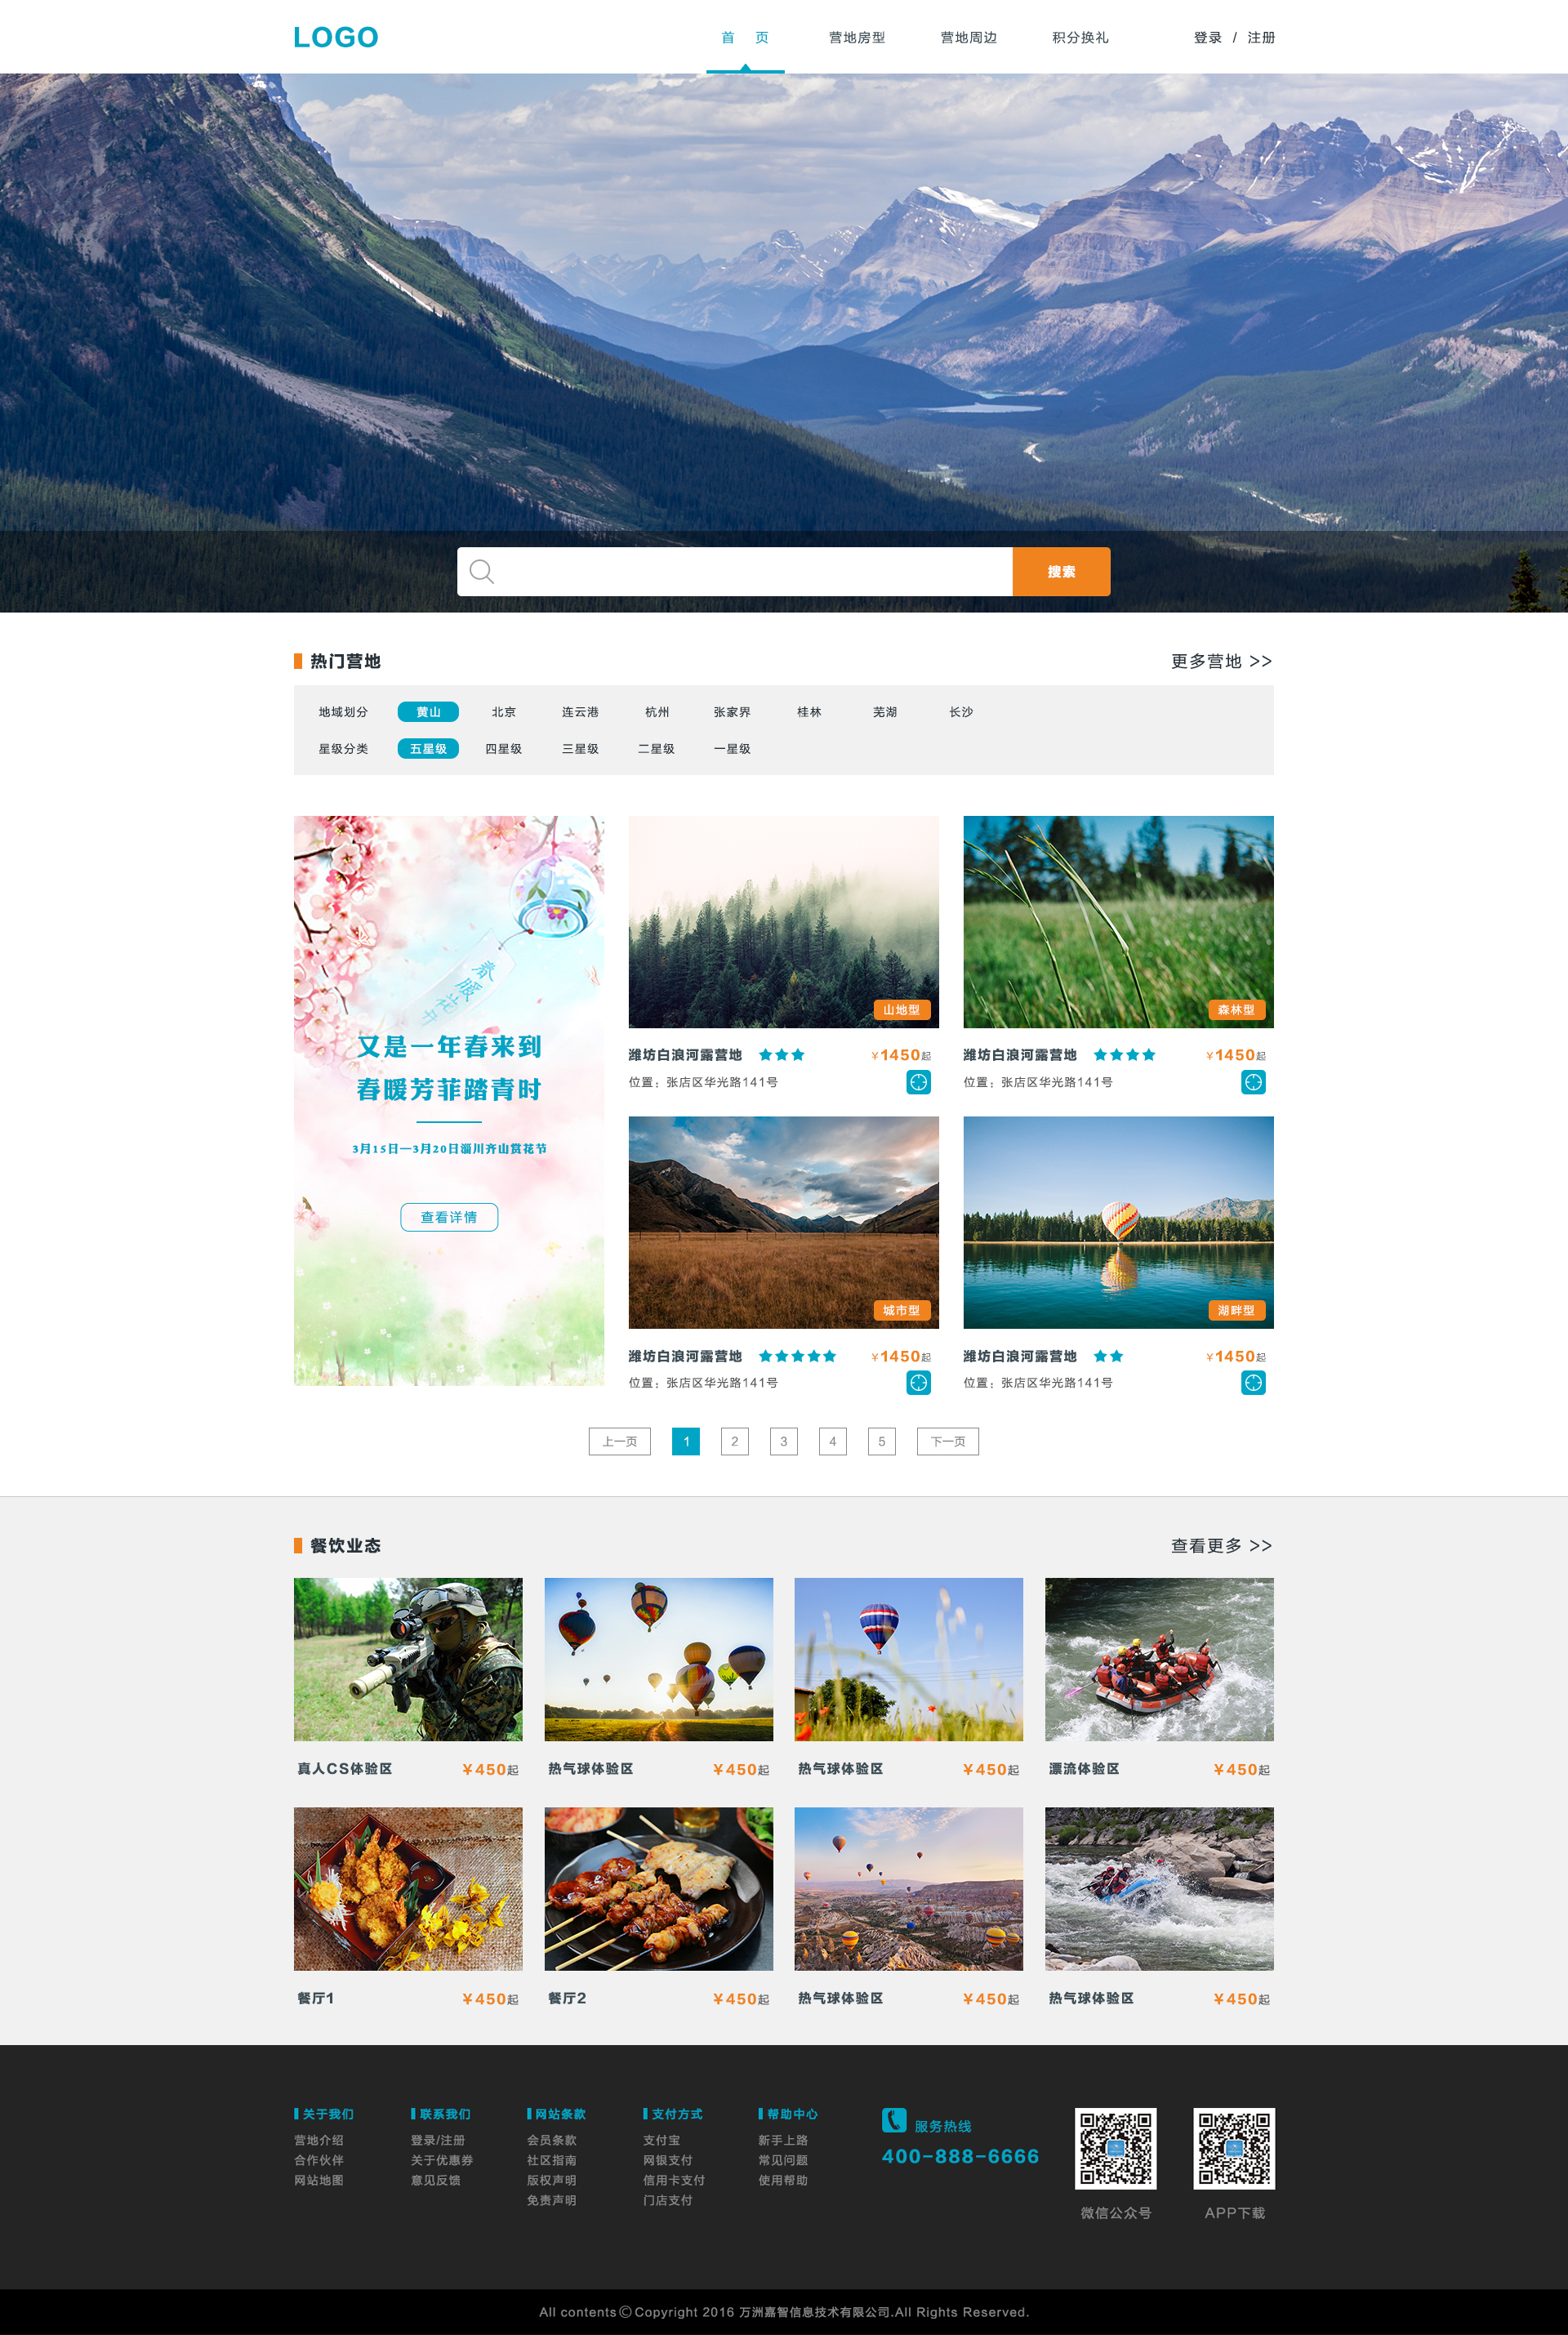 LOGO
首 页 营地房型 营地周边 积分换礼 登录 / 注册
搜索
热门营地 更多营地 >>
地域划分 黄山 北京 连云港 杭州 张家界 桂林 芜湖 长沙
星级分类 五星级 四星级 三星级 二星级 一星级
春暖花开
又是一年春来到
春暖芳菲踏青时
3月15日—3月20日淄川齐山赏花节
查看详情
山地型
潍坊白浪河露营地 ¥1450起
位置：张店区华光路141号
森林型
潍坊白浪河露营地 ¥1450起
位置：张店区华光路141号
城市型
潍坊白浪河露营地 ¥1450起
位置：张店区华光路141号
湖畔型
潍坊白浪河露营地 ¥1450起
位置：张店区华光路141号
上一页 1 2 3 4 5 下一页
餐饮业态 查看更多 >>
真人CS体验区 ¥450起
热气球体验区 ¥450起
热气球体验区 ¥450起
漂流体验区 ¥450起
餐厅1 ¥450起
餐厅2 ¥450起
热气球体验区 ¥450起
热气球体验区 ¥450起
关于我们
营地介绍
合作伙伴
网站地图
联系我们
登录/注册
关于优惠券
意见反馈
网站条款
会员条款
社区指南
版权声明
免责声明
支付方式
支付宝
网银支付
信用卡支付
门店支付
帮助中心
新手上路
常见问题
使用帮助
服务热线
400-888-6666
微信公众号
APP下载
All contents©Copyright 2016 万洲嘉智信息技术有限公司.All Rights Reserved.